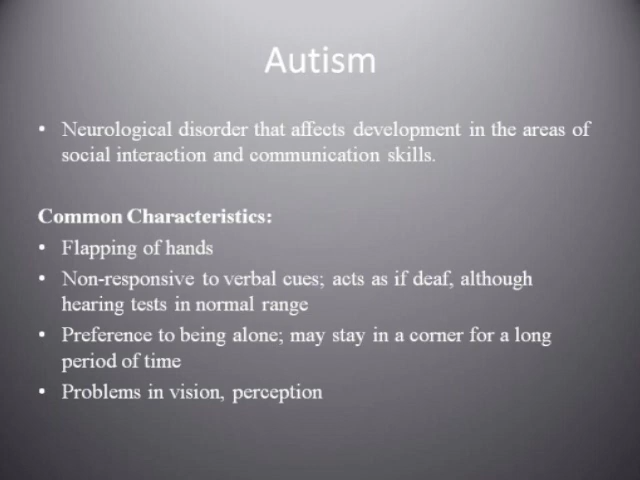 Autism
• Neurological disorder that affects development in the areas of
social interaction and communication skills.
Common Characteristics:
• Flapping of hands
• Non-responsive to verbal cues; acts as if deaf, although
hearing tests in normal range
• Preference to being alone; may stay in a corner for a long
period of time
• Problems in vision, perception